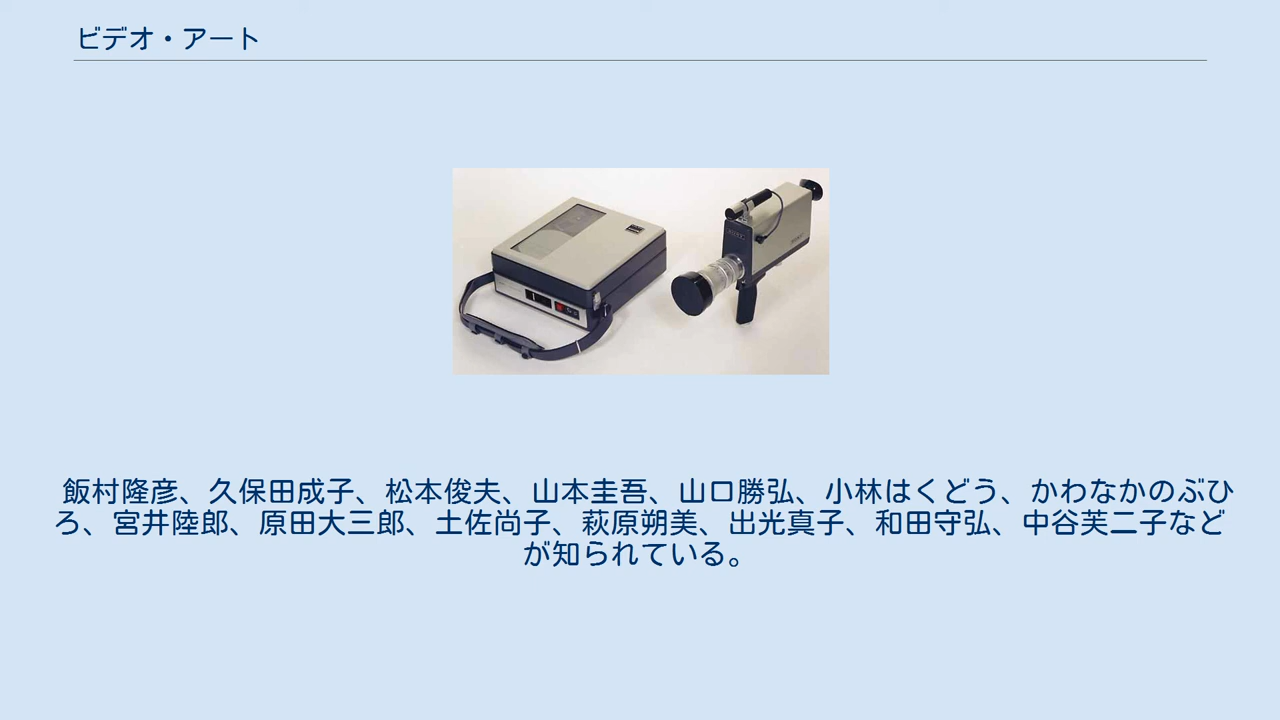 ビデオ・アート
飯村隆彦、久保田成子、松本俊夫、山本圭吾、山口勝弘、小林はくどう、かわなかのぶひ
ろ、宮井陸郎、原田大三郎、土佐尚子、萩原朔美、出光真子、和田守弘、中谷芙二子など
が知られている。